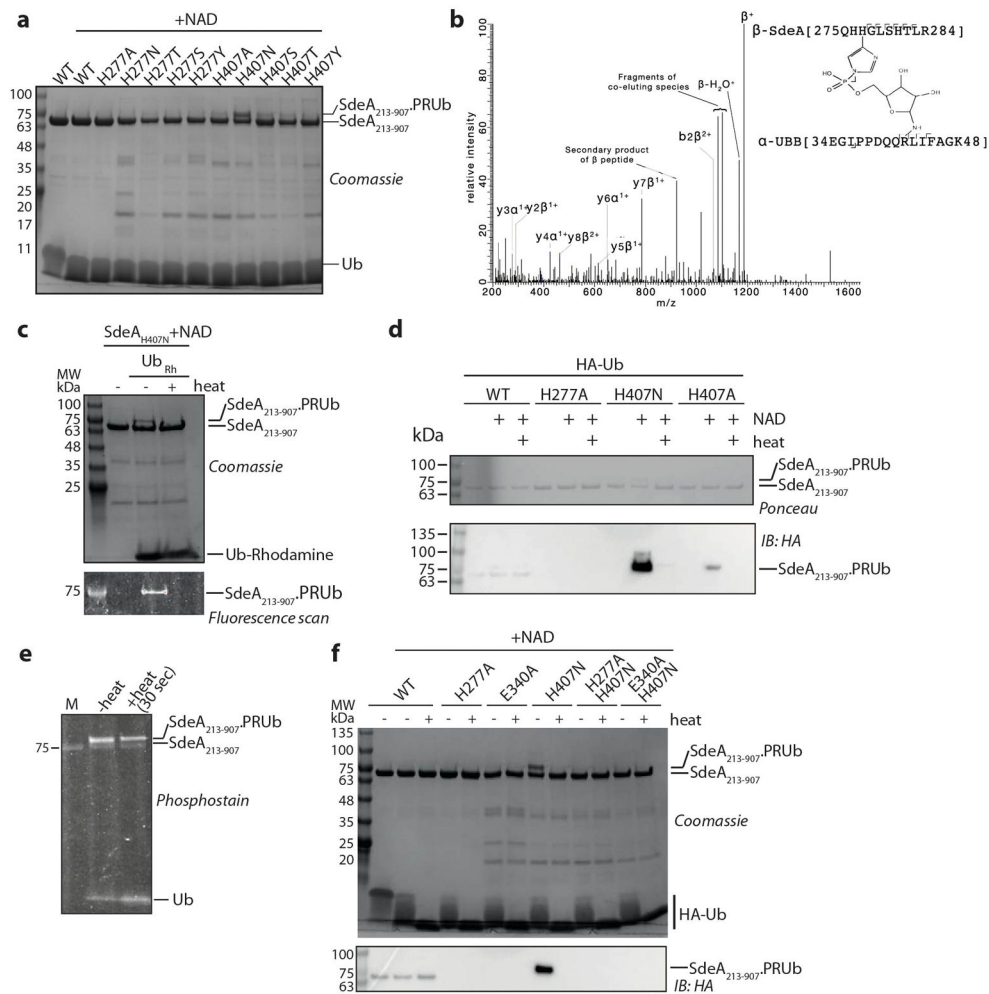 a
+NAD
WT
WT
H277A
H277N
H277T
H277S
H277Y
H407A
H407N
H407S
H407T
H407Y
100
75
63
48
35
25
20
17
11
SdeA213-907.PRUb
SdeA213-907
Coomassie
Ub
b
relative intensity
100
80
60
40
20
0
200 400 600 800 1000 1200 1400 1600
m/z
β+
Fragments of
co-eluting species
β-H2O+
b2β2+
Secondary product
of β peptide
y7β1+
y6α1+
y3α1+
y2β1+
y4α1+
y8β2+
y5β1+
β-SdeA[275QHHGLSHTLR284]
HO
P
O
O
N
N
O
OH
OH
NH
α-UBB[34EGIPPDQQRLIFAGK48]
c
SdeAH407N+NAD
Ub Rh
MW
kDa
- - + heat
100
75
63
48
35
25
SdeA213-907.PRUb
SdeA213-907
Coomassie
Ub-Rhodamine
75
SdeA213-907.PRUb
Fluorescence scan
d
HA-Ub
WT H277A H407N H407A
+ + + + + + + + NAD
+ + + + heat
kDa
100
75
63
SdeA213-907.PRUb
SdeA213-907
Ponceau
135
100
75
63
IB: HA
SdeA213-907.PRUb
e
M
-heat
+heat
(30 sec)
75
SdeA213-907.PRUb
SdeA213-907
Phosphostain
Ub
f
+NAD
WT
H277A
E340A
H407N
H277A
H407N
E340A
H407N
MW
kDa
- - + - + - + - + - + - + heat
135
100
75
63
48
35
25
20
SdeA213-907.PRUb
SdeA213-907
Coomassie
HA-Ub
100
75
63
SdeA213-907.PRUb
IB: HA